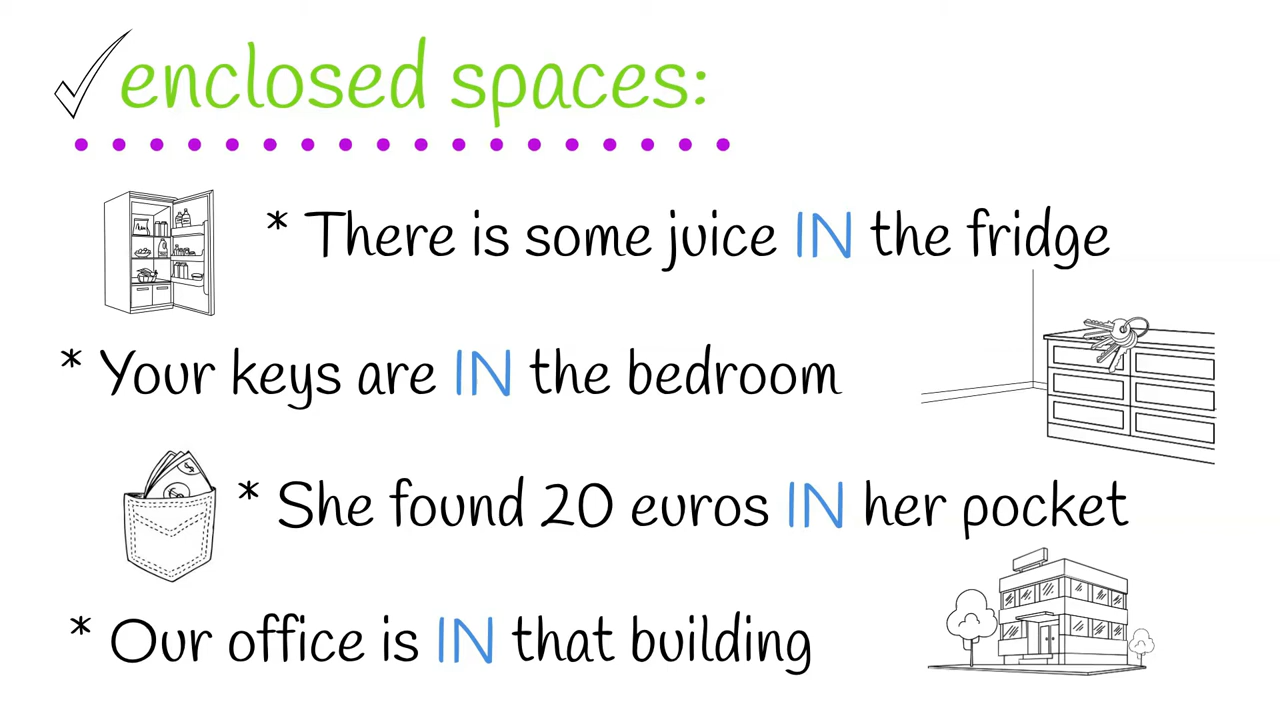 enclosed spaces:
* There is some juice IN the fridge
* Your keys are IN the bedroom
* She found 20 euros IN her pocket
* Our office is IN that building